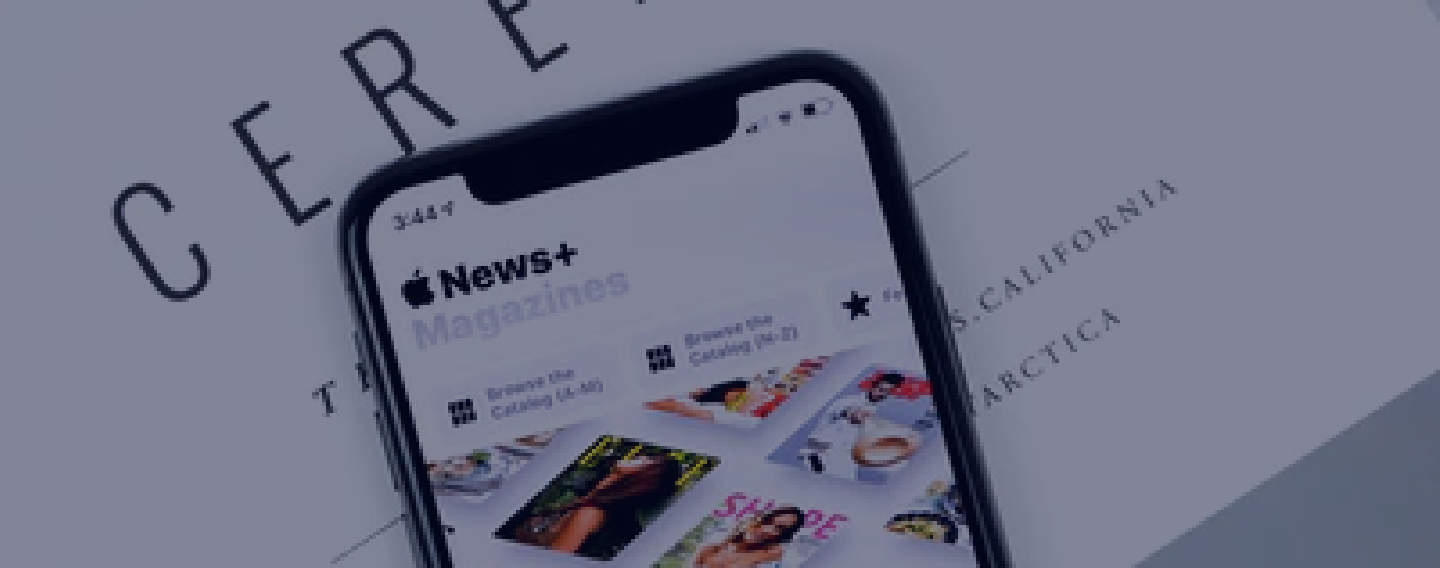 CERE
3:44
News+
Magazines
Browse the
Catalog (A-M)
Browse the
Catalog (N-Z)
S, CALIFORNIA
ARCTICA
SHAPE